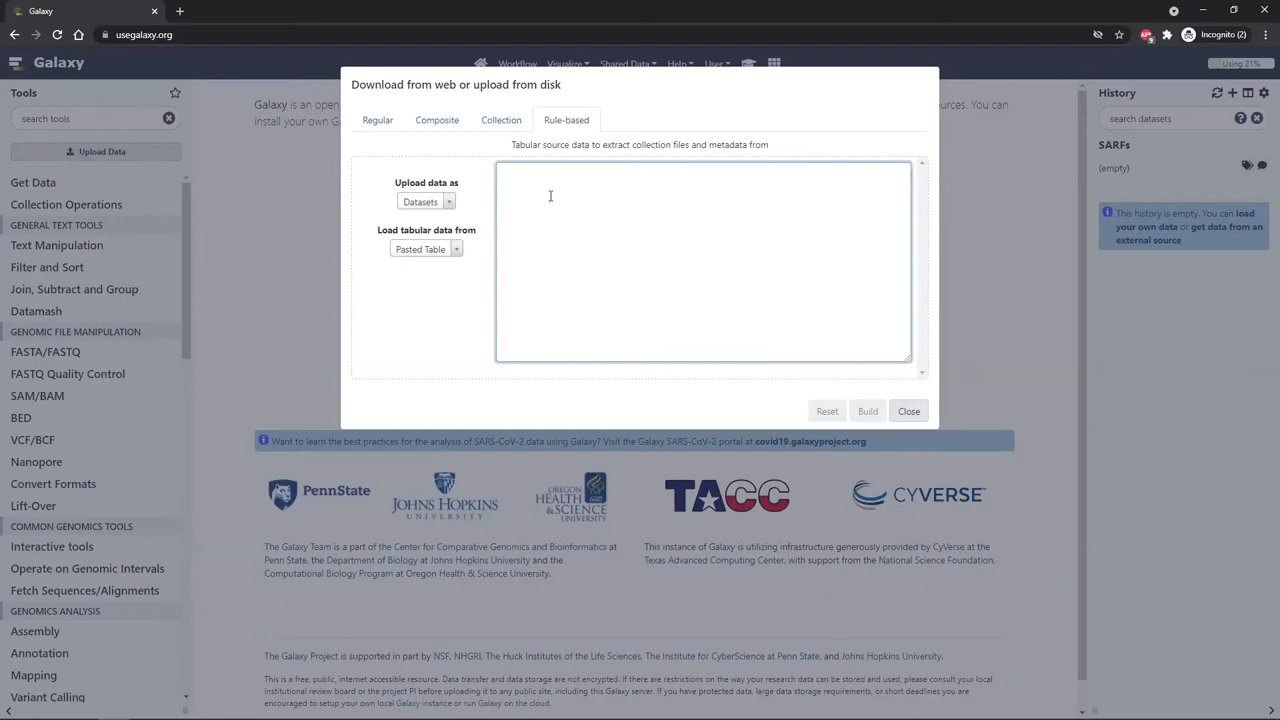 Galaxy
usegalaxy.org
Incognito (2)
Galaxy
Workflow Visualize Shared Data Help User
Using 21%
Tools
search tools
Upload Data
Get Data
Collection Operations
GENERAL TEXT TOOLS
Text Manipulation
Filter and Sort
Join, Subtract and Group
Datamash
GENOMIC FILE MANIPULATION
FASTA/FASTQ
FASTQ Quality Control
SAM/BAM
BED
VCF/BCF
Nanopore
Convert Formats
Lift-Over
COMMON GENOMICS TOOLS
Interactive tools
Operate on Genomic Intervals
Fetch Sequences/Alignments
GENOMICS ANALYSIS
Assembly
Annotation
Mapping
Variant Calling
Galaxy is an open
install your own Ga
urces. You can
Download from web or upload from disk
Regular Composite Collection Rule-based
Tabular source data to extract collection files and metadata from
Upload data as
Datasets
Load tabular data from
Pasted Table
Reset Build Close
Want to learn the best practices for the analysis of SARS-CoV-2 data using Galaxy? Visit the Galaxy SARS-CoV-2 portal at covid19.galaxyproject.org
PennState
JOHNS HOPKINS
UNIVERSITY
OREGON
HEALTH
& SCIENCE
UNIVERSITY
TACC
CYVERSE
The Galaxy Team is a part of the Center for Comparative Genomics and Bioinformatics at
Penn State, the Department of Biology at Johns Hopkins University and the
Computational Biology Program at Oregon Health & Science University.
This instance of Galaxy is utilizing infrastructure generously provided by CyVerse at the
Texas Advanced Computing Center, with support from the National Science Foundation.
The Galaxy Project is supported in part by NSF, NHGRI, The Huck Institutes of the Life Sciences, The Institute for CyberScience at Penn State, and Johns Hopkins University.
This is a free, public, internet accessible resource. Data transfer and data storage are not encrypted. If there are restrictions on the way your research data can be stored and used, please consult your local
institutional review board or the project PI before uploading it to any public site, including this Galaxy server. If you have protected data, large data storage requirements, or short deadlines you are
encouraged to setup your own local Galaxy instance or run Galaxy on the cloud.
History
search datasets
SARFs
(empty)
This history is empty. You can load
your own data or get data from an
external source